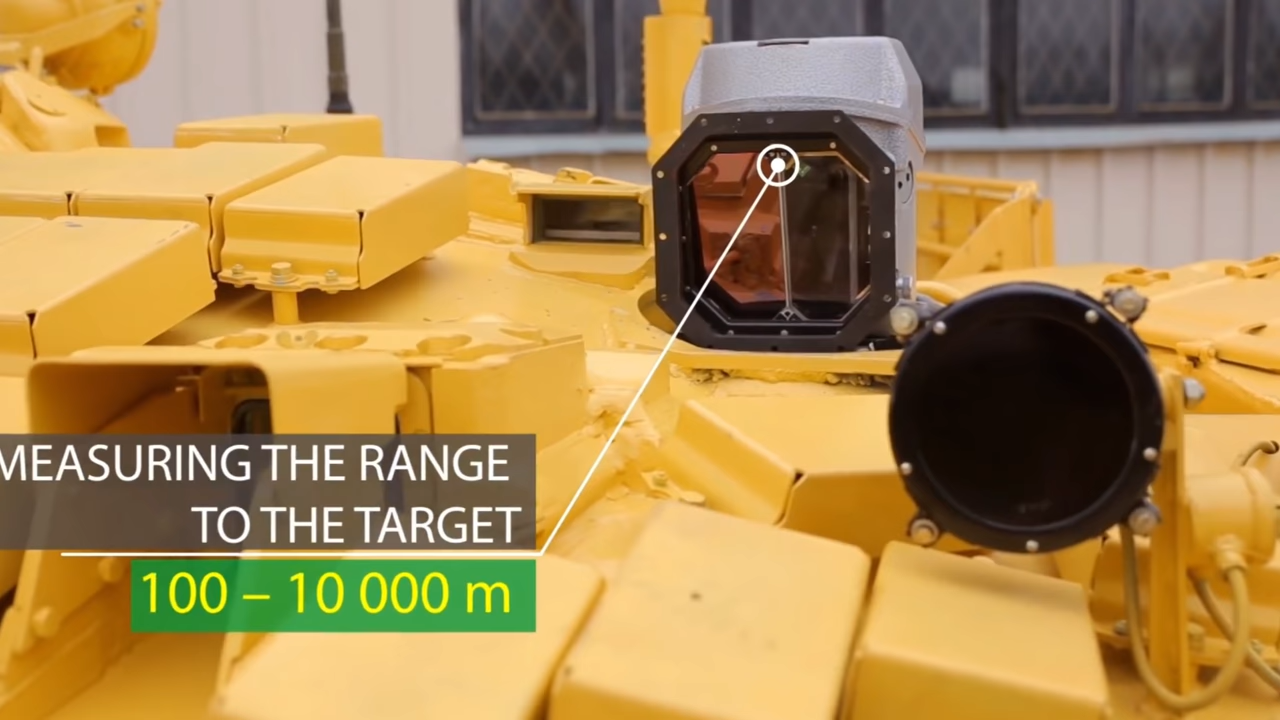 MEASURING THE RANGE
TO THE TARGET
100 – 10 000 m